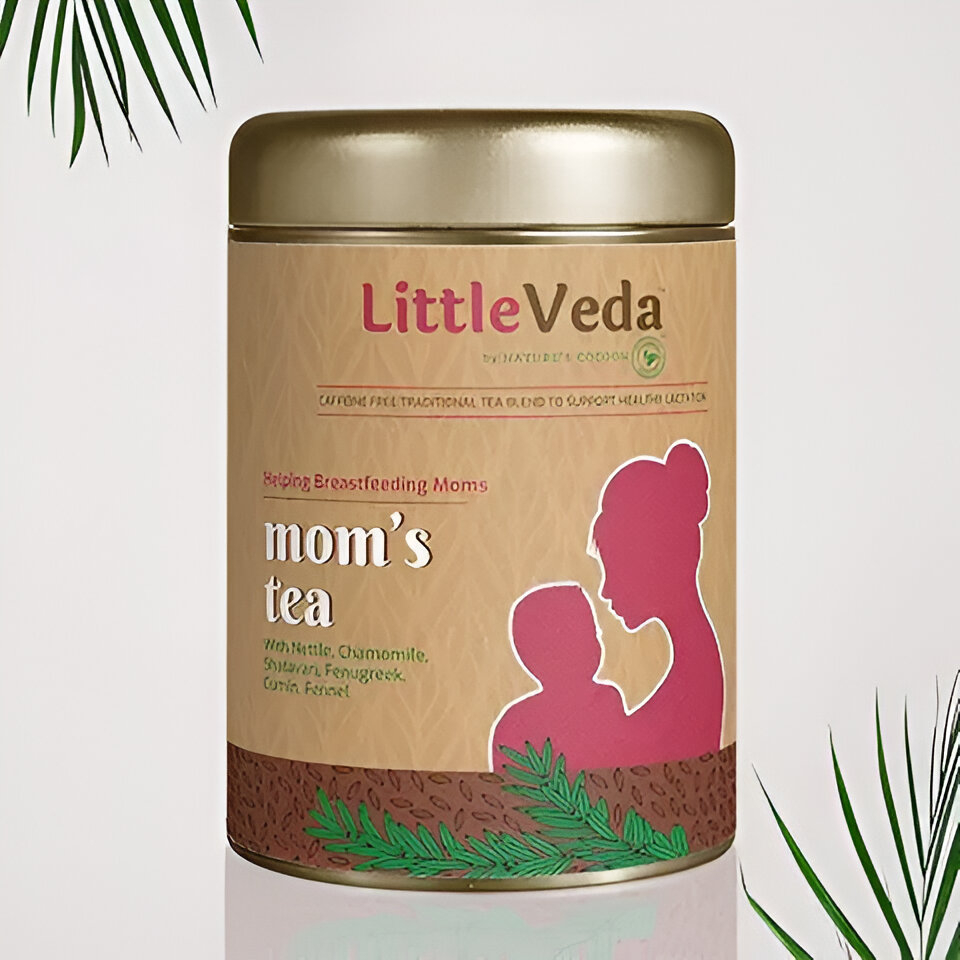 LittleVeda™
by NATURE'S COCOON
CAFFEINE FREE TRADITIONAL TEA BLEND TO SUPPORT HEALTHY LACTATION
Helping Breastfeeding Moms
mom's
tea
With Nettle, Chamomile,
Shatavari, Fenugreek,
Cumin, Fennel